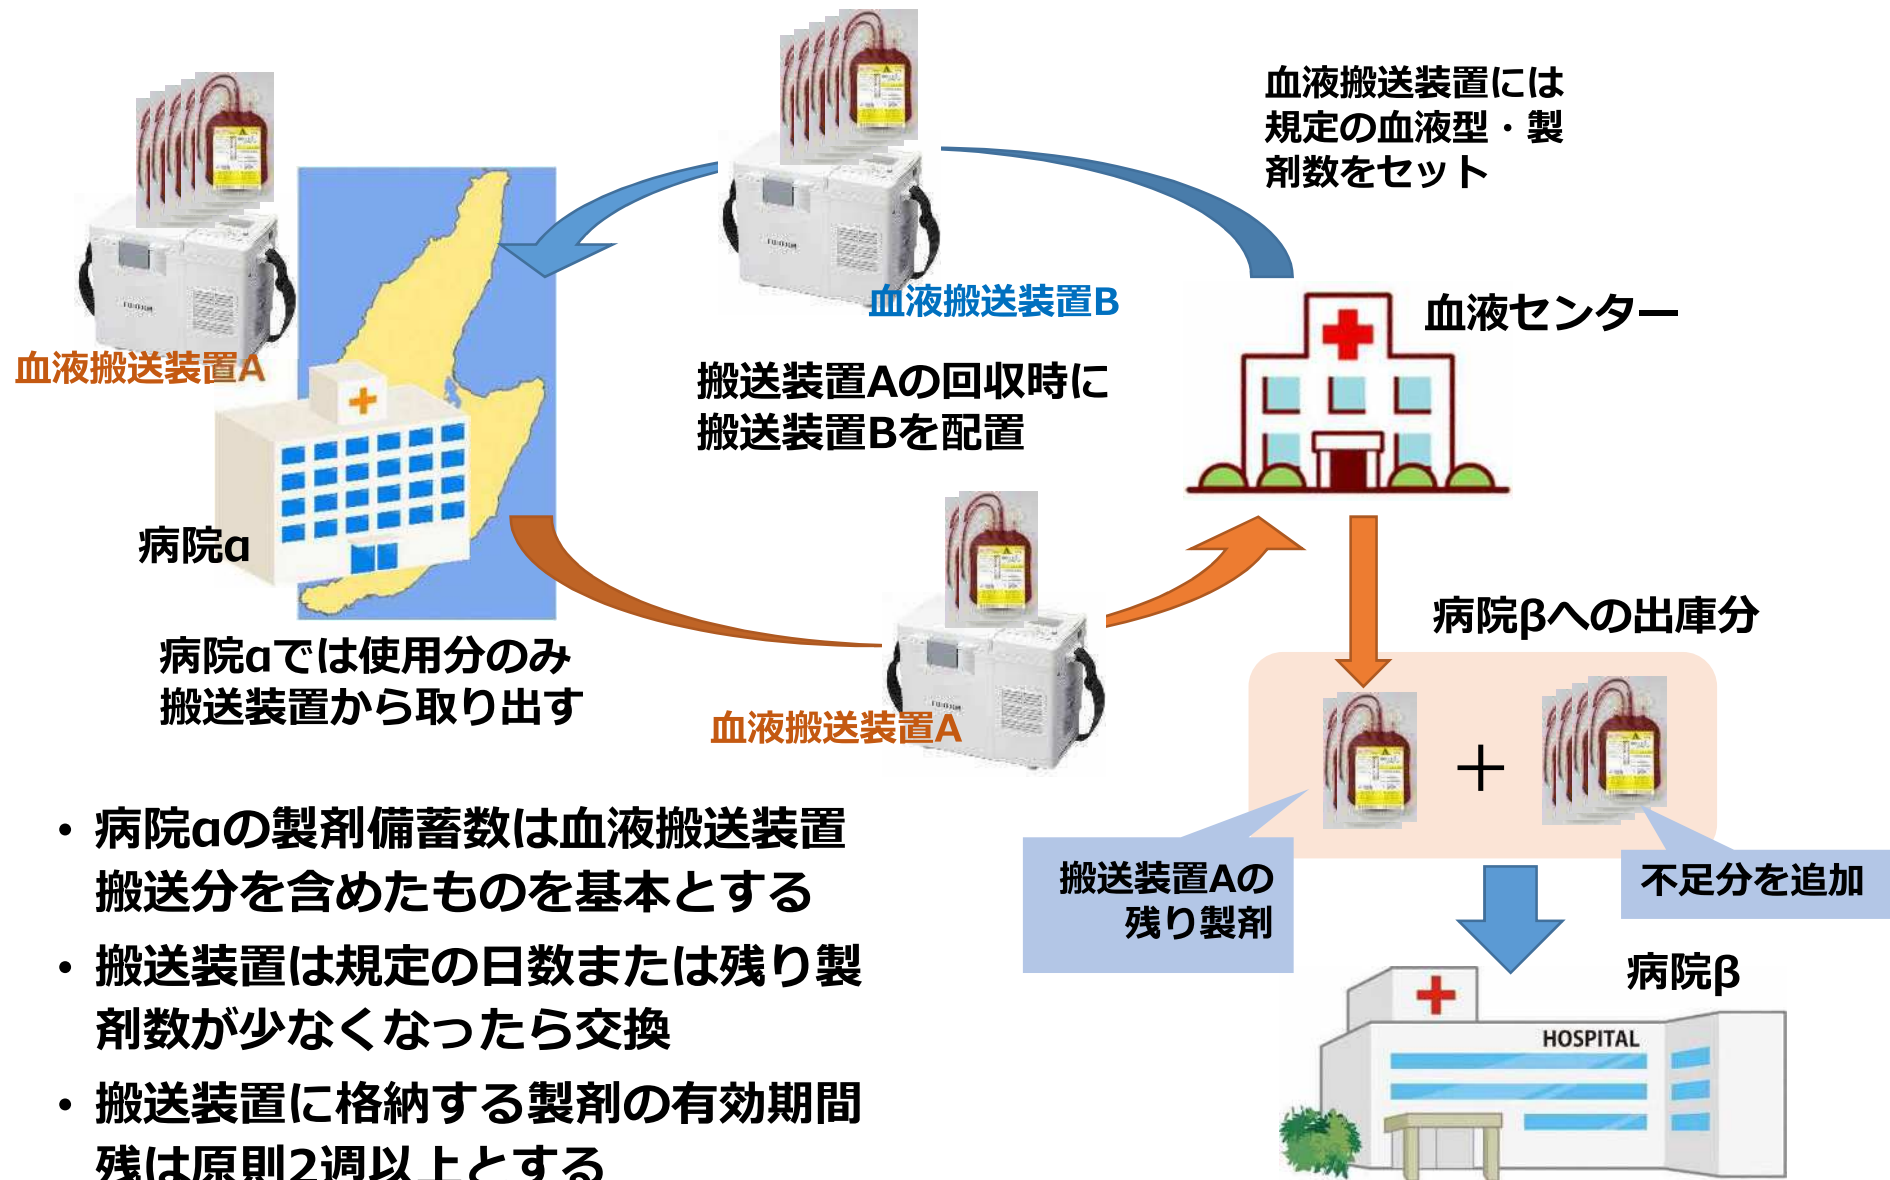 血液搬送装置には
規定の血液型・製
剤数をセット
血液搬送装置A
血液搬送装置B
血液センター
搬送装置Aの回収時に
搬送装置Bを配置
病院α
病院αでは使用分のみ
搬送装置から取り出す
血液搬送装置A
病院βへの出庫分
＋
搬送装置Aの
残り製剤
不足分を追加
病院β
HOSPITAL
• 病院αの製剤備蓄数は血液搬送装置
搬送分を含めたものを基本とする
• 搬送装置は規定の日数または残り製
剤数が少なくなったら交換
• 搬送装置に格納する製剤の有効期間
残は原則2週以上とする